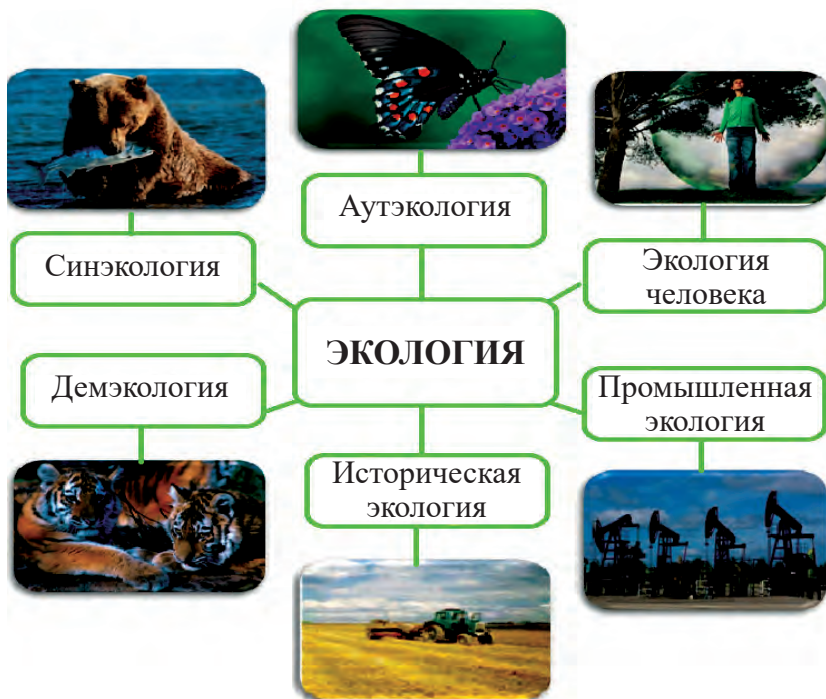 Аутэкология
Синэкология
Экология
человека
ЭКОЛОГИЯ
Демэкология
Промышленная
экология
Историческая
экология